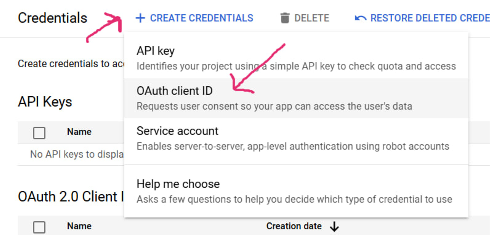 Credentials
+ CREATE CREDENTIALS
DELETE
RESTORE DELETED CREDE
Create credentials to acc
API key
Identifies your project using a simple API key to check quota and access
OAuth client ID
Requests user consent so your app can access the user's data
Service account
Enables server-to-server, app-level authentication using robot accounts
Help me choose
Asks a few questions to help you decide which type of credential to use
API Keys
Name
No API keys to displa
OAuth 2.0 Client I
Name
Creation date